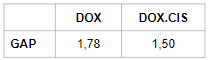 DOX DOX.CIS
GAP 1,78 1,50